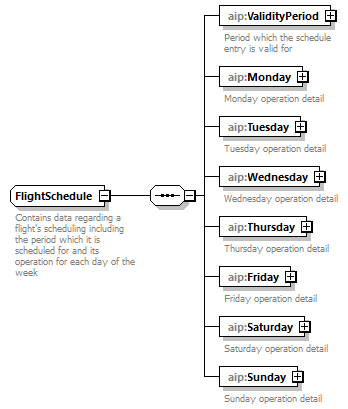 aip:ValidityPeriod
Period which the schedule
entry is valid for
aip:Monday
Monday operation detail
aip:Tuesday
Tuesday operation detail
aip:Wednesday
Wednesday operation detail
FlightSchedule
Contains data regarding a
flight's scheduling including
the period which it is
scheduled for and its
operation for each day of the
week
aip:Thursday
Thursday operation detail
aip:Friday
Friday operation detail
aip:Saturday
Saturday operation detail
aip:Sunday
Sunday operation detail